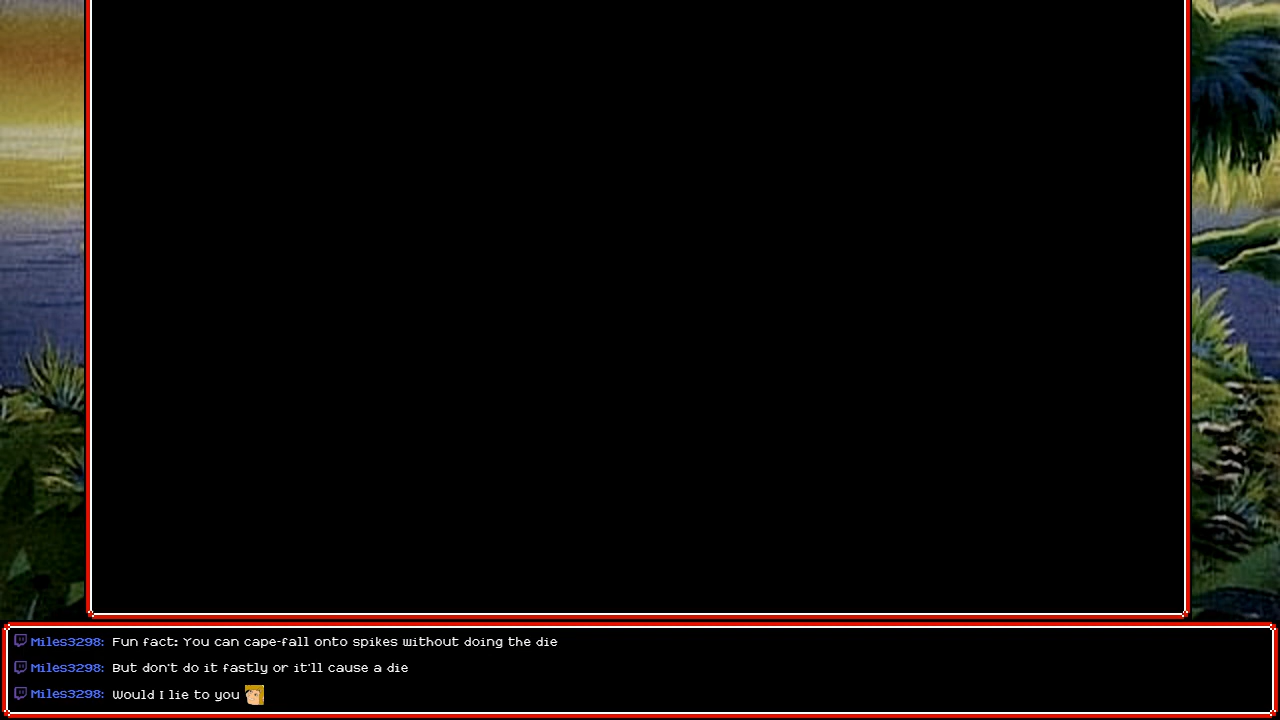 Miles3298: Fun fact: You can cape-fall onto spikes without doing the die
Miles3298: But don't do it fastly or it'll cause a die
Miles3298: Would I lie to you